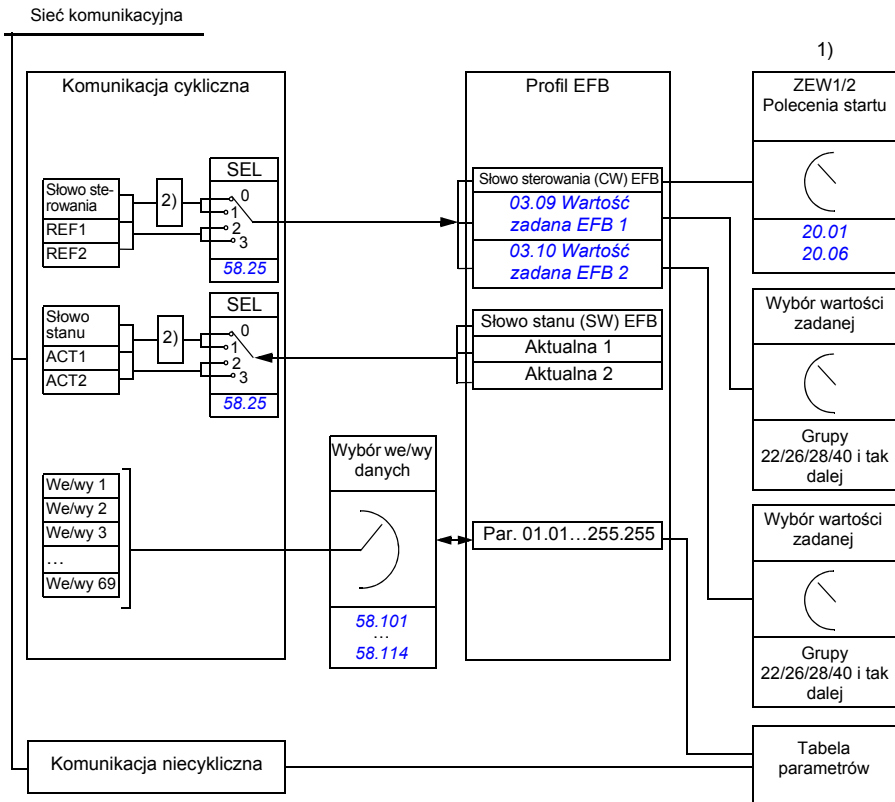 Sieć komunikacyjna
Komunikacja cykliczna
Słowo ste-
rowania
REF1
REF2
2)
SEL
0
1
2
3
58.25
Słowo
stanu
ACT1
ACT2
2)
SEL
0
1
2
3
58.25
We/wy 1
We/wy 2
We/wy 3
…
We/wy 69
Wybór we/wy
danych
58.101
…
58.114
Profil EFB
Słowo sterowania (CW) EFB
03.09 Wartość
zadana EFB 1
03.10 Wartość
zadana EFB 2
Słowo stanu (SW) EFB
Aktualna 1
Aktualna 2
Par. 01.01…255.255
1)
ZEW1/2
Polecenia startu
20.01
20.06
Wybór wartości
zadanej
Grupy
22/26/28/40 i tak
dalej
Wybór wartości
zadanej
Grupy
22/26/28/40 i tak
dalej
Komunikacja niecykliczna
Tabela
parametrów